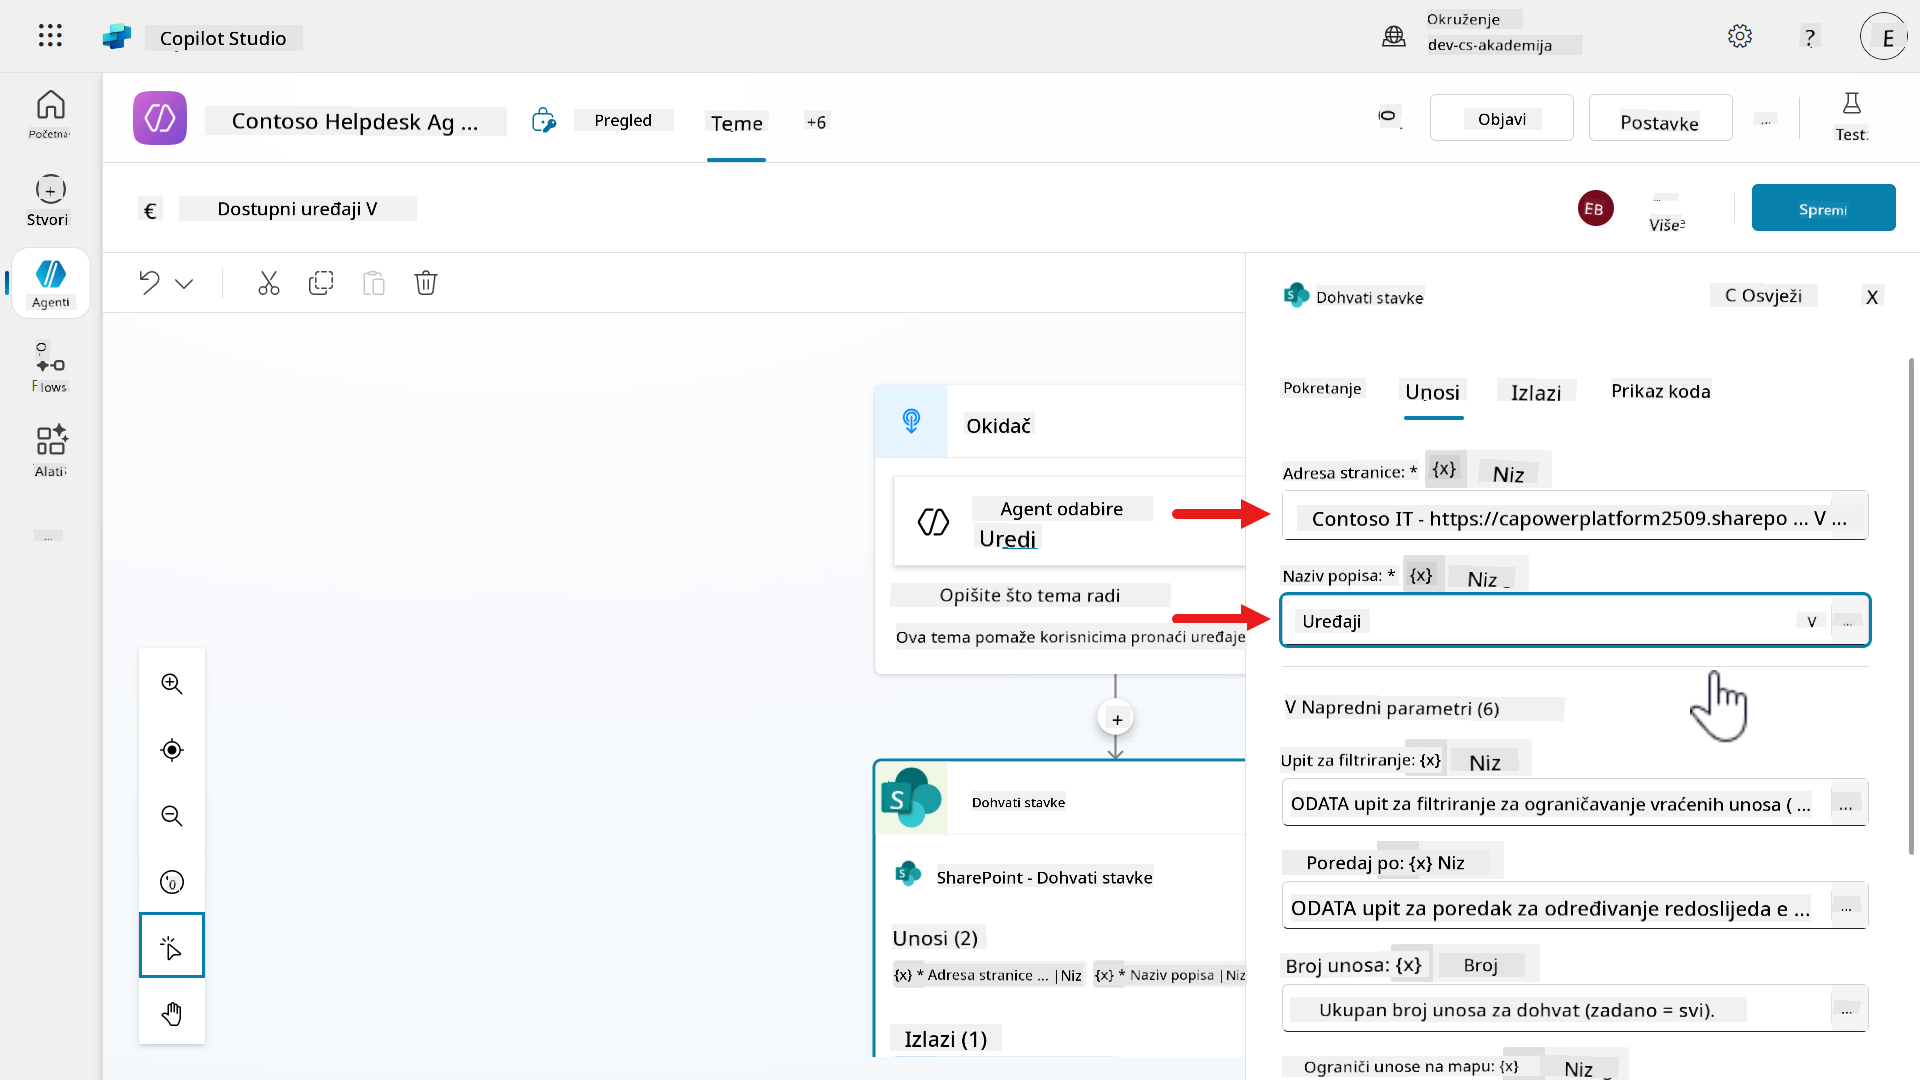 Copilot Studio
Okruženje
dev-cs-akademija
?
E
Početna
Stvori
Agenti
Flows
Alati
...
Contoso Helpdesk Ag ...
Pregled
Teme
+6
Objavi
Postavke
...
Test
€
Dostupni uređaji V
EB
...
Više
Spremi
Okidač
Agent odabire
Uredi
Opišite što tema radi
Ova tema pomaže korisnicima pronaći uređaje
+
Dohvati stavke
SharePoint - Dohvati stavke
Unosi (2)
{x} * Adresa stranice ... | Niz
{x} * Naziv popisa | Niz
Izlazi (1)
Dohvati stavke
C Osvježi
X
Pokretanje
Unosi
Izlazi
Prikaz koda
Adresa stranice: * {x} Niz
Contoso IT - https://capowerplatform2509.sharepo ... V ...
Naziv popisa: * {x} Niz
Uređaji V ...
V Napredni parametri (6)
Upit za filtriranje: {x} Niz
ODATA upit za filtriranje za ograničavanje vraćenih unosa ( ... ...
Poredaj po: {x} Niz
ODATA upit za poredak za određivanje redoslijeda e ... ...
Broj unosa: {x} Broj
Ukupan broj unosa za dohvat (zadano = svi). ...
Ograniči unose na mapu: {x} Niz